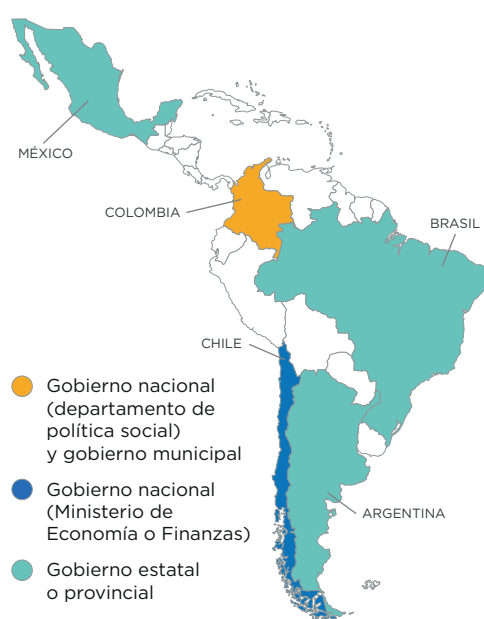 MÉXICO
COLOMBIA
BRASIL
CHILE
Gobierno nacional
(departamento de
política social)
y gobierno municipal
Gobierno nacional
(Ministerio de
Economía o Finanzas)
ARGENTINA
Gobierno estatal
o provincial